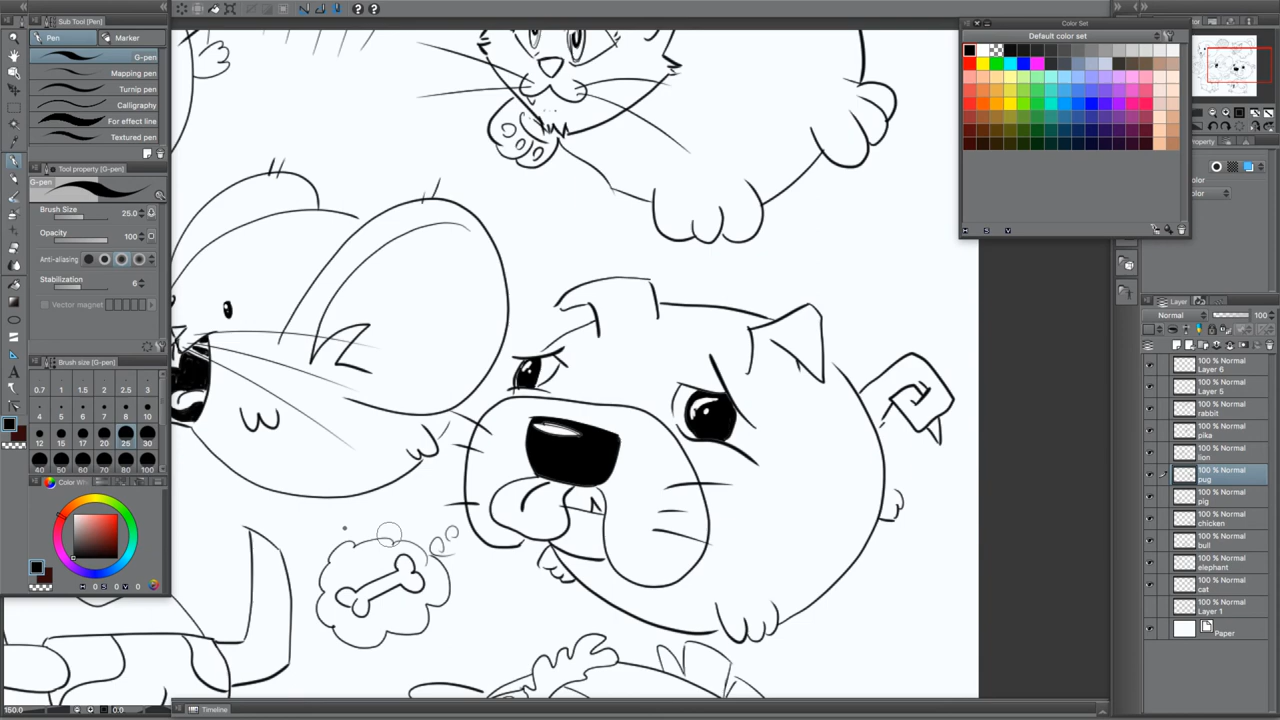 Sub Tool [Pen]
Pen
Marker
G-pen
Mapping pen
Turnip pen
Calligraphy
For effect line
Textured pen
Tool property [G-pen]
G-pen
Brush Size 25.0
Opacity 100
Anti-aliasing
Stabilization 6
Vector magnet
Brush size [G-pen]
0.7 1 1.5 2 2.5 3
4 5 6 7 8 10
12 15 17 20 25 30
40 50 60 70 80 100
Color Wh
H 0 S 0 V 0
150.0 0.0
Timeline
Color Set
Default color set
H S V
Property
Layer
Normal 100
100 % Normal
Layer 6
100 % Normal
Layer 5
100 % Normal
rabbit
100 % Normal
pika
100 % Normal
lion
100 % Normal
pug
100 % Normal
pig
100 % Normal
chicken
100 % Normal
bull
100 % Normal
elephant
100 % Normal
cat
100 % Normal
Layer 1
Paper